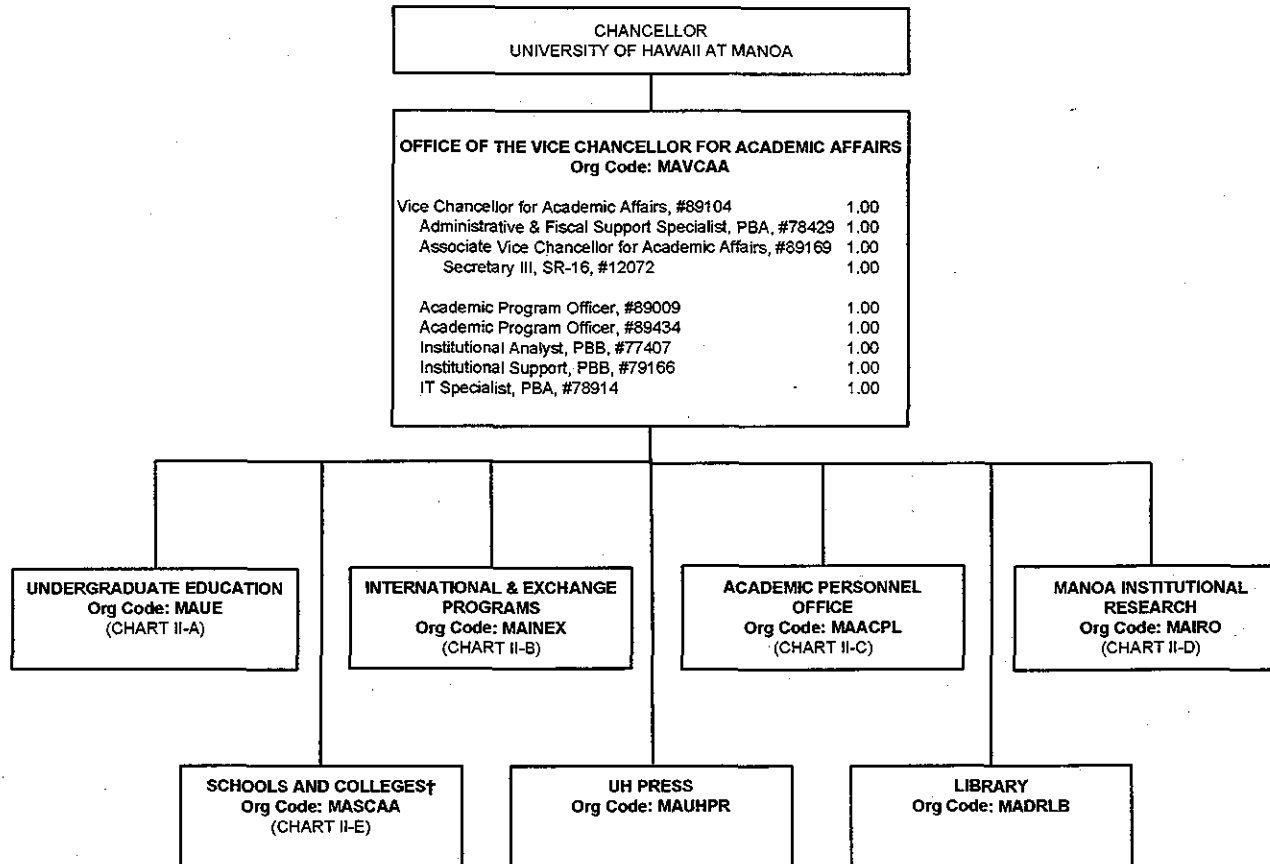 CHANCELLOR
UNIVERSITY OF HAWAII AT MANOA
OFFICE OF THE VICE CHANCELLOR FOR ACADEMIC AFFAIRS
Org Code: MAVCAA
Vice Chancellor for Academic Affairs, #89104 1.00
Administrative & Fiscal Support Specialist, PBA, #78429 1.00
Associate Vice Chancellor for Academic Affairs, #89169 1.00
Secretary III, SR-16, #12072 1.00
Academic Program Officer, #89009 1.00
Academic Program Officer, #89434 1.00
Institutional Analyst, PBB, #77407 1.00
Institutional Support, PBB, #79166 1.00
IT Specialist, PBA, #78914 1.00
UNDERGRADUATE EDUCATION
Org Code: MAUE
(CHART II-A)
INTERNATIONAL & EXCHANGE
PROGRAMS
Org Code: MAINEX
(CHART II-B)
ACADEMIC PERSONNEL
OFFICE
Org Code: MAACPL
(CHART II-C)
MANOA INSTITUTIONAL
RESEARCH
Org Code: MAIRO
(CHART II-D)
SCHOOLS AND COLLEGES†
Org Code: MASCAA
(CHART II-E)
UH PRESS
Org Code: MAUHPR
LIBRARY
Org Code: MADRLB